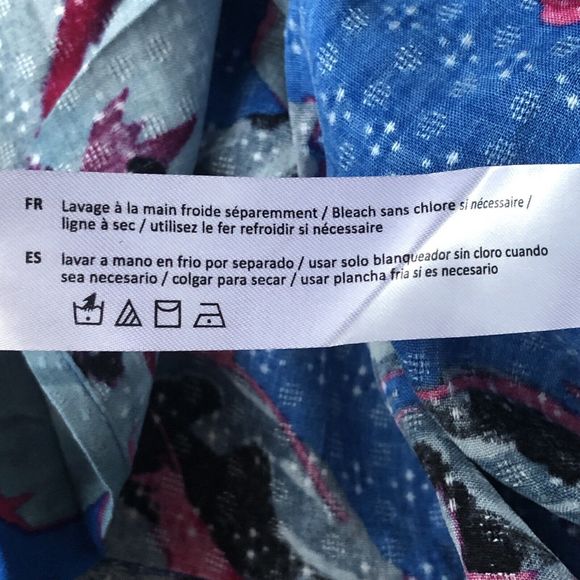 FR Lavage à la main froide séparemment / Bleach sans chlore si nécessaire /
ligne à sec / utilisez le fer refroidir si nécessaire
ES lavar a mano en frio por separado / usar solo blanqueador sin cloro cuando
sea necesario / colgar para secar / usar plancha fria si es necesario